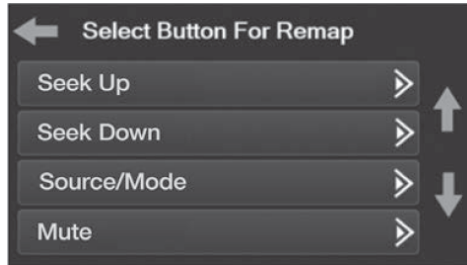 Select Button For Remap
Seek Up
Seek Down
Source/Mode
Mute